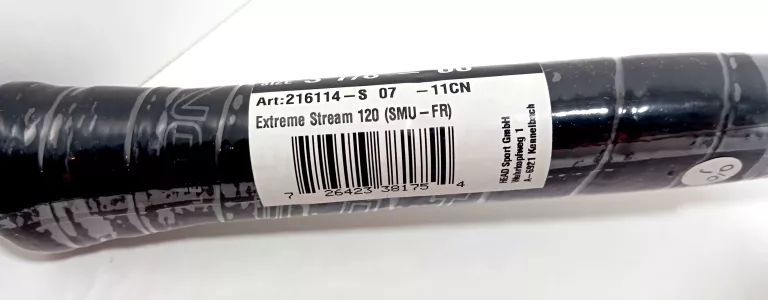 Art:216114-S 07 -11CN
Extreme Stream 120 (SMU-FR)
7 26423 38175 4
HEAD Sport GmbH
Wuhrkopfweg 1
A-6921 Kennelbach